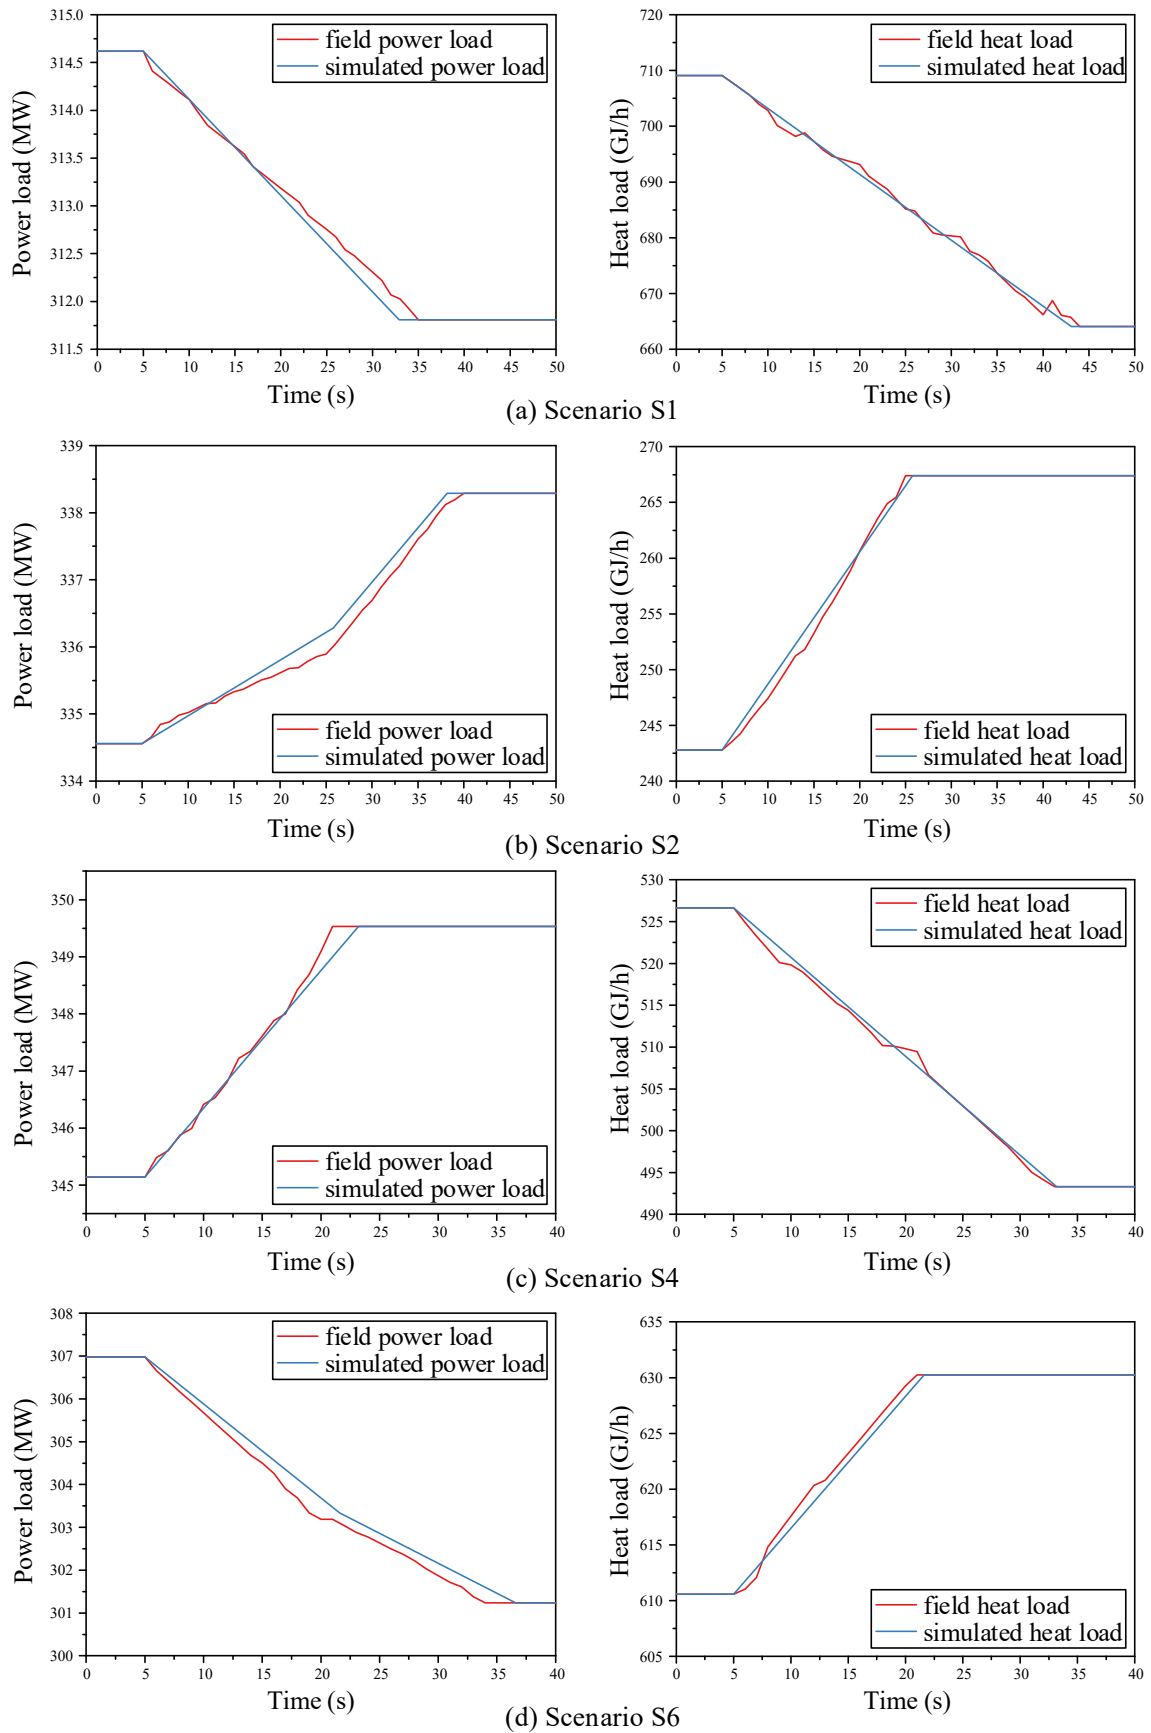 315.0
314.5
314.0
313.5
313.0
312.5
312.0
311.5
Power load (MW)
field power load
simulated power load
0 5 10 15 20 25 30 35 40 45 50
Time (s)
720
710
700
690
680
670
660
Heat load (GJ/h)
field heat load
simulated heat load
0 5 10 15 20 25 30 35 40 45 50
Time (s)
(a) Scenario S1
339
338
337
336
335
334
Power load (MW)
field power load
simulated power load
0 5 10 15 20 25 30 35 40 45 50
Time (s)
270
265
260
255
250
245
240
Heat load (GJ/h)
field heat load
simulated heat load
0 5 10 15 20 25 30 35 40 45 50
Time (s)
(b) Scenario S2
350
349
348
347
346
345
Power load (MW)
field power load
simulated power load
0 5 10 15 20 25 30 35 40
Time (s)
530
525
520
515
510
505
500
495
490
Heat load (GJ/h)
field heat load
simulated heat load
0 5 10 15 20 25 30 35 40
Time (s)
(c) Scenario S4
308
307
306
305
304
303
302
301
300
Power load (MW)
field power load
simulated power load
0 5 10 15 20 25 30 35 40
Time (s)
635
630
625
620
615
610
605
Heat load (GJ/h)
field heat load
simulated heat load
0 5 10 15 20 25 30 35 40
Time (s)
(d) Scenario S6